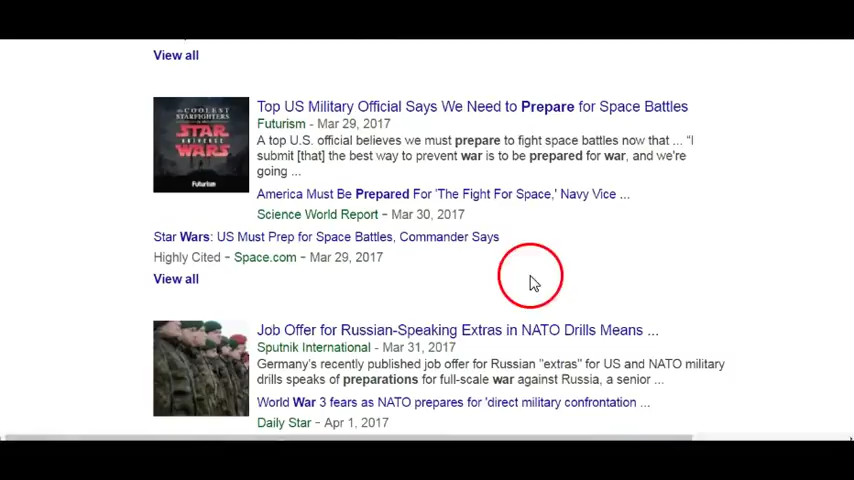 View all
THE COOLEST
STARFIGHTERS
STAR
UNIVERSE
WARS
Futurism
Top US Military Official Says We Need to Prepare for Space Battles
Futurism - Mar 29, 2017
A top U.S. official believes we must prepare to fight space battles now that ... “I
submit [that] the best way to prevent war is to be prepared for war, and we're
going ...
America Must Be Prepared For 'The Fight For Space,' Navy Vice ...
Science World Report - Mar 30, 2017
Star Wars: US Must Prep for Space Battles, Commander Says
Highly Cited - Space.com - Mar 29, 2017
View all
Job Offer for Russian-Speaking Extras in NATO Drills Means ...
Sputnik International - Mar 31, 2017
Germany's recently published job offer for Russian "extras" for US and NATO military
drills speaks of preparations for full-scale war against Russia, a senior ...
World War 3 fears as NATO prepares for 'direct military confrontation ...
Daily Star - Apr 1, 2017